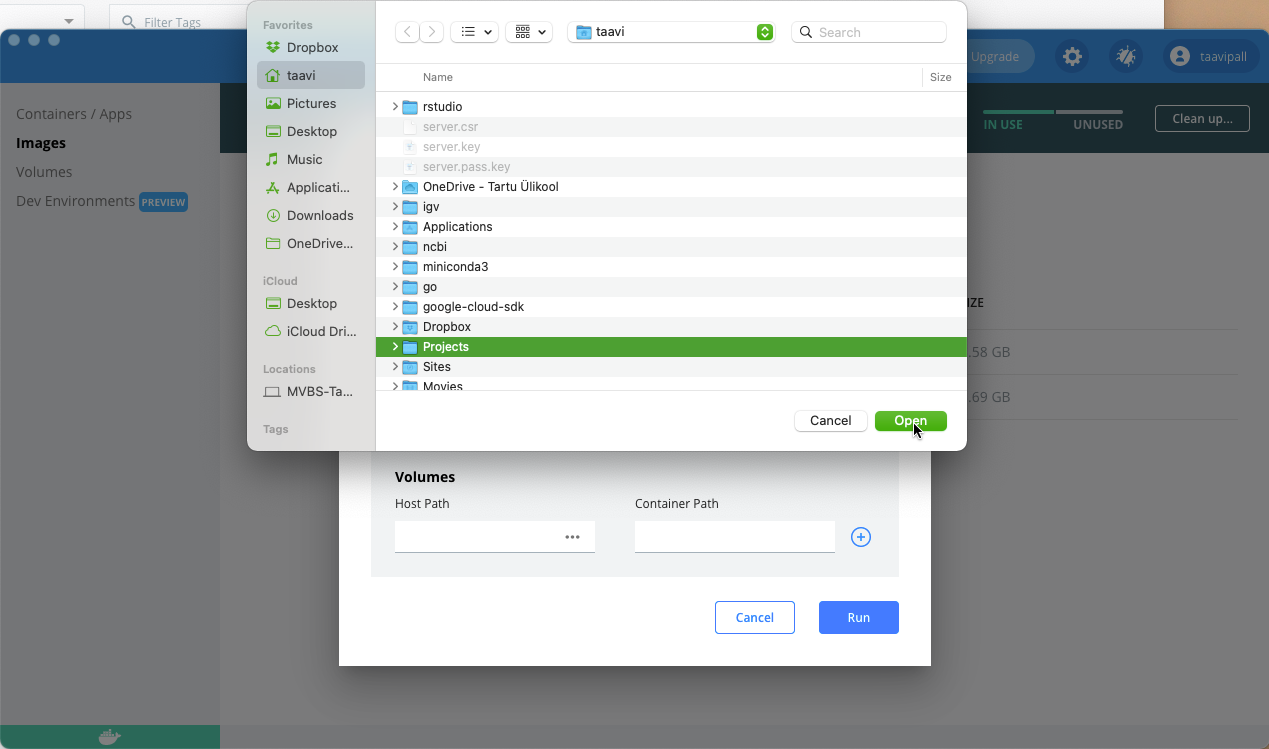 Filter Tags
Upgrade
taavipall
Containers / Apps
Images
Volumes
Dev Environments PREVIEW
IN USE
UNUSED
Clean up...
.58 GB
.69 GB
Favorites
Dropbox
taavi
Pictures
Desktop
Music
Applicati...
Downloads
OneDrive...
iCloud
Desktop
iCloud Dri...
Locations
MVBS-Ta...
Tags
taavi
Search
Name
Size
rstudio
server.csr
server.key
server.pass.key
OneDrive - Tartu Ülikool
igv
Applications
ncbi
miniconda3
go
google-cloud-sdk
Dropbox
Projects
Sites
Movies
Cancel
Open
Volumes
Host Path
Container Path
Cancel
Run